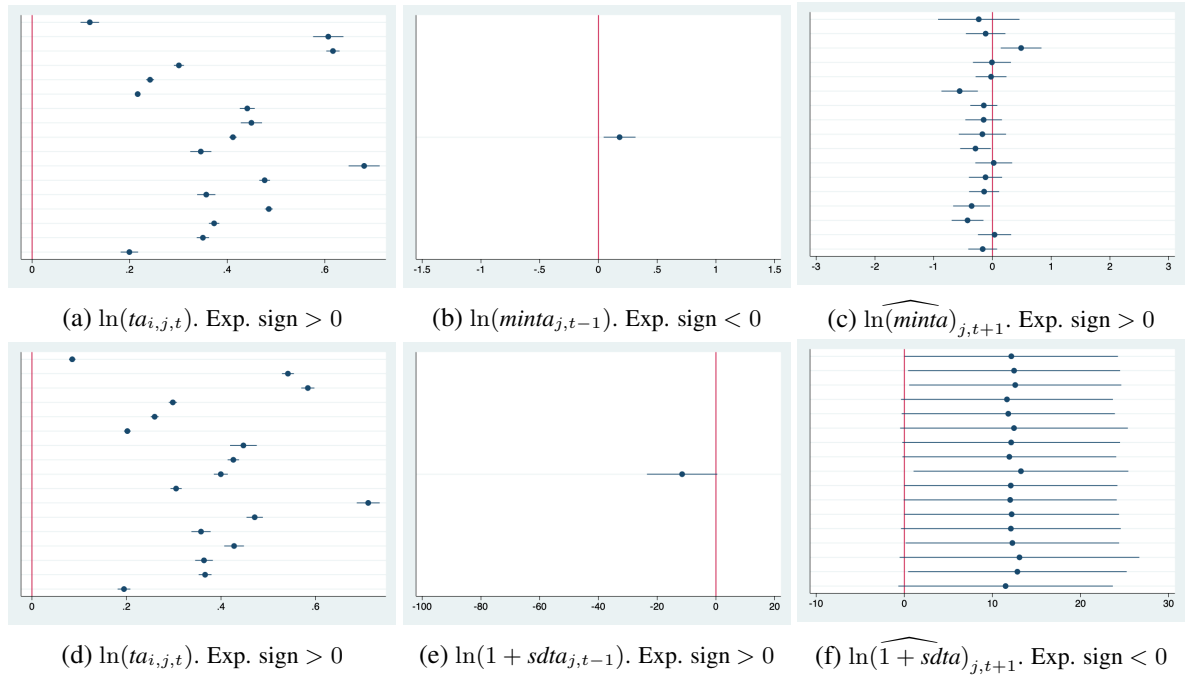 0 .2 .4 .6
-1.5 -1 -.5 0 .5 1 1.5
-3 -2 -1 0 1 2 3
(a) ln(ta_{i,j,t}). Exp. sign > 0
(b) ln(minta_{j,t−1}). Exp. sign < 0
(c) \widehat{ln(minta)}_{j,t+1}. Exp. sign > 0
0 .2 .4 .6
-100 -80 -60 -40 -20 0 20
-10 0 10 20 30
(d) ln(ta_{i,j,t}). Exp. sign > 0
(e) ln(1 + sdta_{j,t−1}). Exp. sign > 0
(f) \widehat{ln(1 + sdta)}_{j,t+1}. Exp. sign < 0